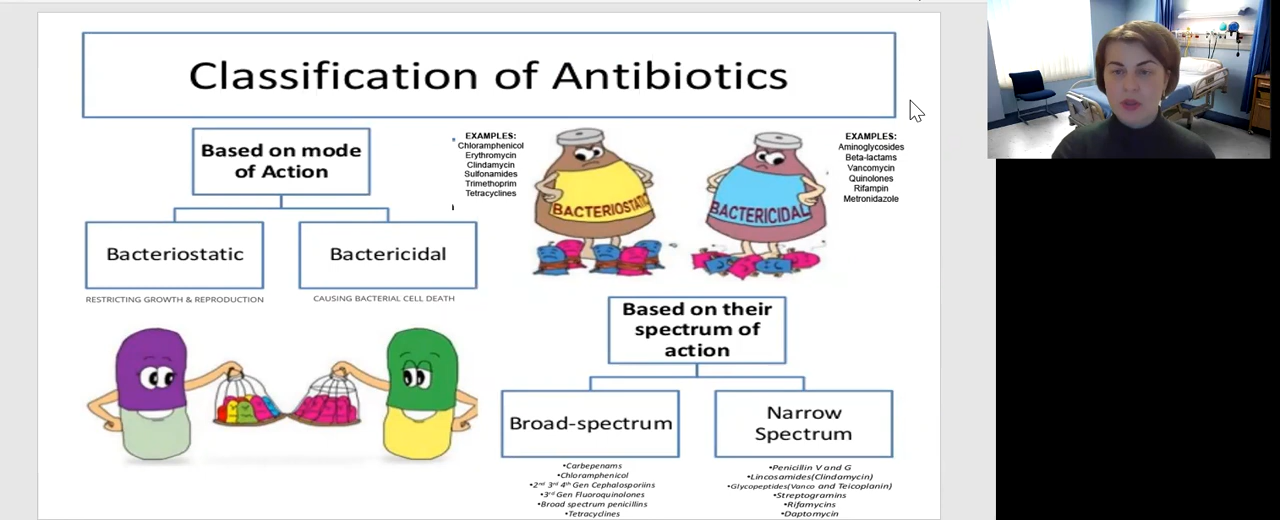 Classification of Antibiotics
Based on mode
of Action
Bacteriostatic
Bactericidal
RESTRICTING GROWTH & REPRODUCTION
CAUSING BACTERIAL CELL DEATH
EXAMPLES:
Chloramphenicol
Erythromycin
Clindamycin
Sulfonamides
Trimethoprim
Tetracyclines
BACTERIOSTATIC
BACTERICIDAL
EXAMPLES:
Aminoglycosides
Beta-lactams
Vancomycin
Quinolones
Rifampin
Metronidazole
Based on their
spectrum of
action
Broad-spectrum
•Carbepenams
•Chloramphenicol
•2nd 3rd 4th Gen Cephalosporiins
•3rd Gen Fluoroquinolones
•Broad spectrum penicillins
•Tetracyclines
Narrow
Spectrum
•Penicillin V and G
•Lincosamides(Clindamycin)
•Glycopeptides(Vanco and Teicoplanin)
•Streptogramins
•Rifamycins
•Daptomycin